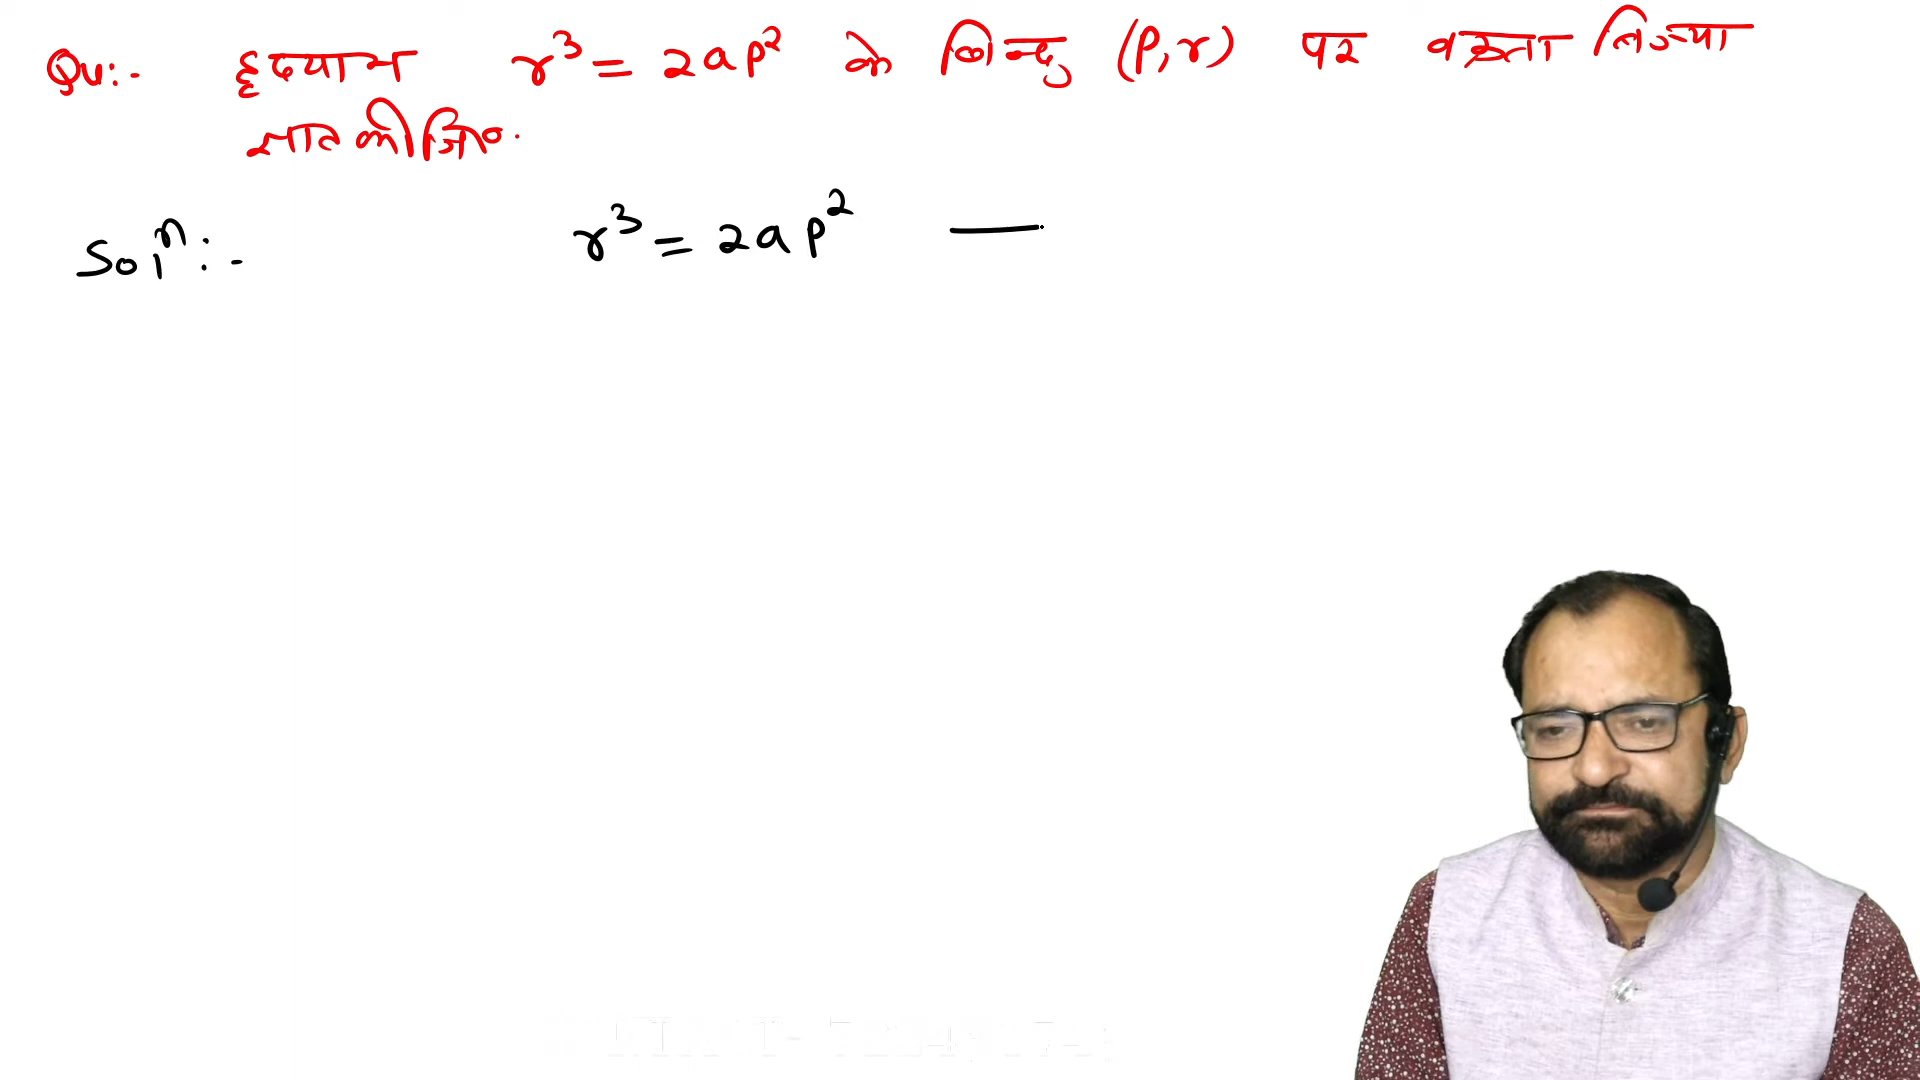 Qu:- हृदयाभ r³ = 2ap² के बिन्दु (P, r) पर वक्रता त्रिज्या
ज्ञात कीजिए.
Solⁿ:- r³ = 2ap² —